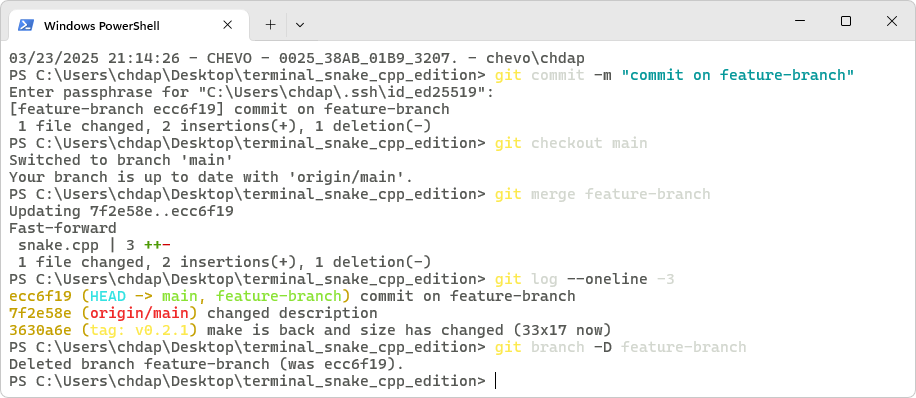 Windows PowerShell
03/23/2025 21:14:26 - CHEVO - 0025_38AB_01B9_3207. - chevo\chdap
PS C:\Users\chdap\Desktop\terminal_snake_cpp_edition> git commit -m "commit on feature-branch"
Enter passphrase for "C:\Users\chdap\.ssh\id_ed25519":
[feature-branch ecc6f19] commit on feature-branch
 1 file changed, 2 insertions(+), 1 deletion(-)
PS C:\Users\chdap\Desktop\terminal_snake_cpp_edition> git checkout main
Switched to branch 'main'
Your branch is up to date with 'origin/main'.
PS C:\Users\chdap\Desktop\terminal_snake_cpp_edition> git merge feature-branch
Updating 7f2e58e..ecc6f19
Fast-forward
 snake.cpp | 3 ++-
 1 file changed, 2 insertions(+), 1 deletion(-)
PS C:\Users\chdap\Desktop\terminal_snake_cpp_edition> git log --oneline -3
ecc6f19 (HEAD -> main, feature-branch) commit on feature-branch
7f2e58e (origin/main) changed description
3630a6e (tag: v0.2.1) make is back and size has changed (33x17 now)
PS C:\Users\chdap\Desktop\terminal_snake_cpp_edition> git branch -D feature-branch
Deleted branch feature-branch (was ecc6f19).
PS C:\Users\chdap\Desktop\terminal_snake_cpp_edition>